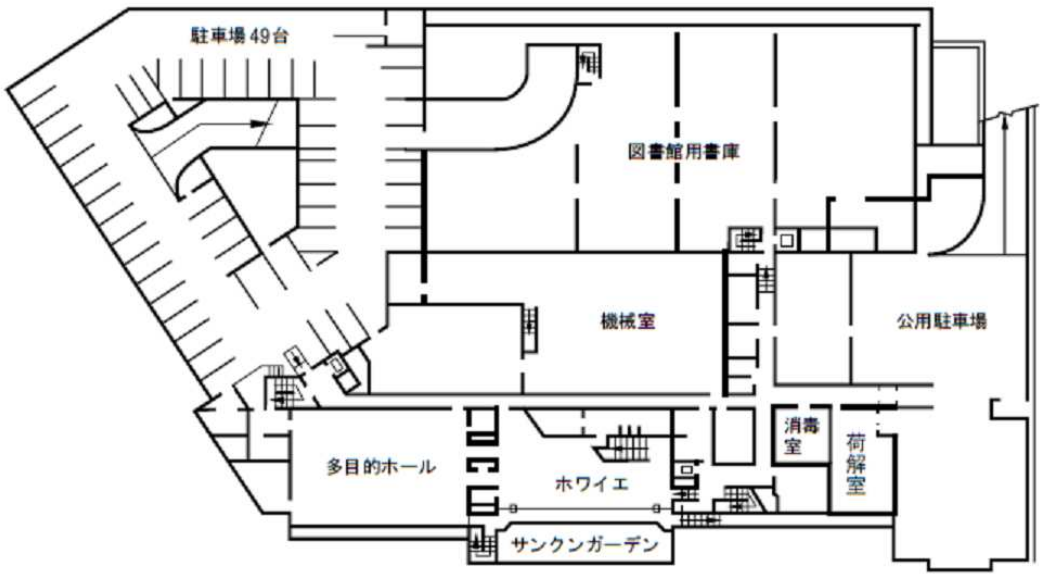 駐車場49台
図書館用書庫
機械室
公用駐車場
消毒
室
荷解室
多目的ホール
ホワイエ
サンクンガーデン